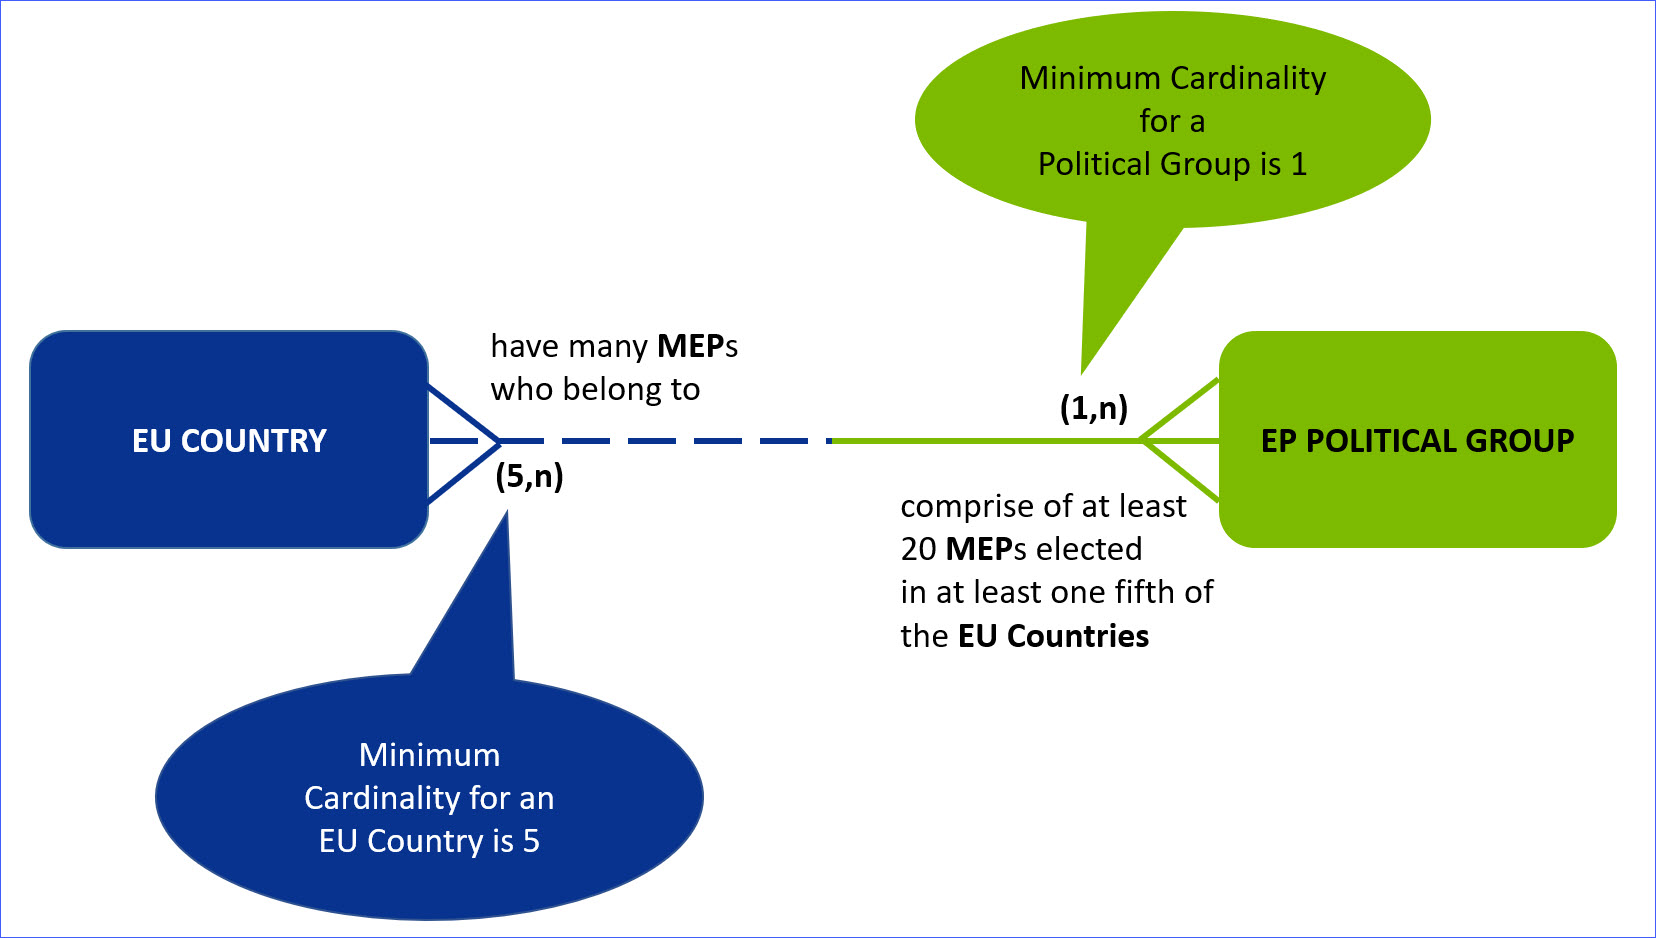 Minimum Cardinality
for a
Political Group is 1
have many MEPs
who belong to
(1,n)
EU COUNTRY
EP POLITICAL GROUP
(5,n)
comprise of at least
20 MEPs elected
in at least one fifth of
the EU Countries
Minimum
Cardinality for an
EU Country is 5